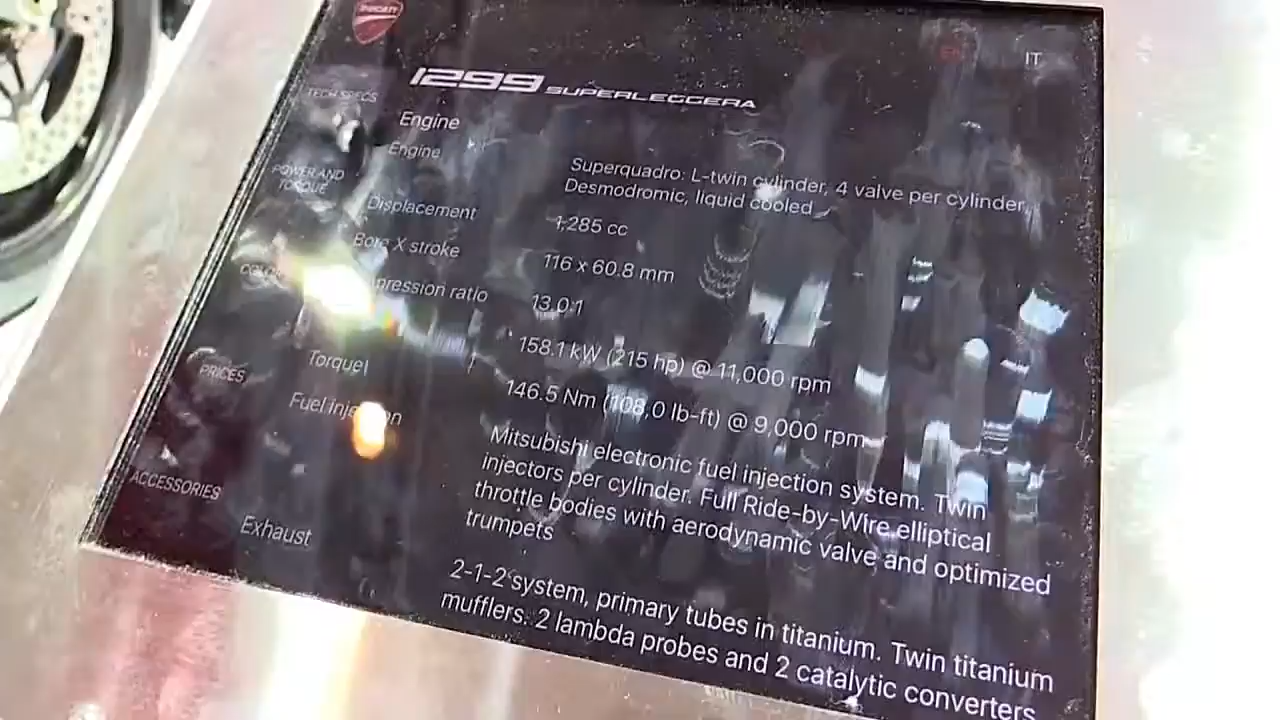 DUCATI
EN
IT
1299 SUPERLEGGERA
TECH SPECS
Engine
Engine
Superquadro: L-twin cylinder, 4 valve per cylinder,
Desmodromic, liquid cooled
POWER AND
TORQUE
Displacement
1,285 cc
Bore X stroke
116 x 60.8 mm
pression ratio
13.0:1
158.1 kW (215 hp) @ 11,000 rpm
Torque|
146.5 Nm (108,0 lb-ft) @ 9,000 rpm
PRICES
Fuel injection
Mitsubishi electronic fuel injection system. Twin
injectors per cylinder. Full Ride-by-Wire elliptical
throttle bodies with aerodynamic valve and optimized
trumpets
ACCESSORIES
Exhaust
2-1-2 system, primary tubes in titanium. Twin titanium
mufflers. 2 lambda probes and 2 catalytic converters